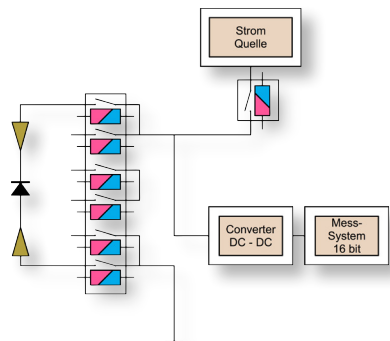 Strom
Quelle
Converter
DC - DC
Mess-
System
16 bit